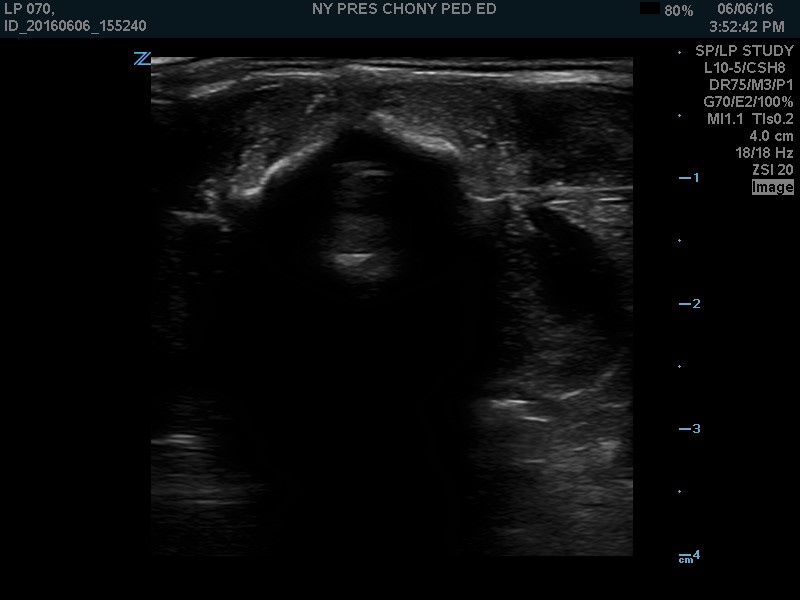 LP 070,
ID_20160606_155240
NY PRES CHONY PED ED
80%
06/06/16
3:52:42 PM
SP/LP STUDY
L10-5/CSH8
DR75/M3/P1
G70/E2/100%
MI1.1 TIs0.2
4.0 cm
18/18 Hz
ZSI 20
Image
Z
1
2
3
4
cm